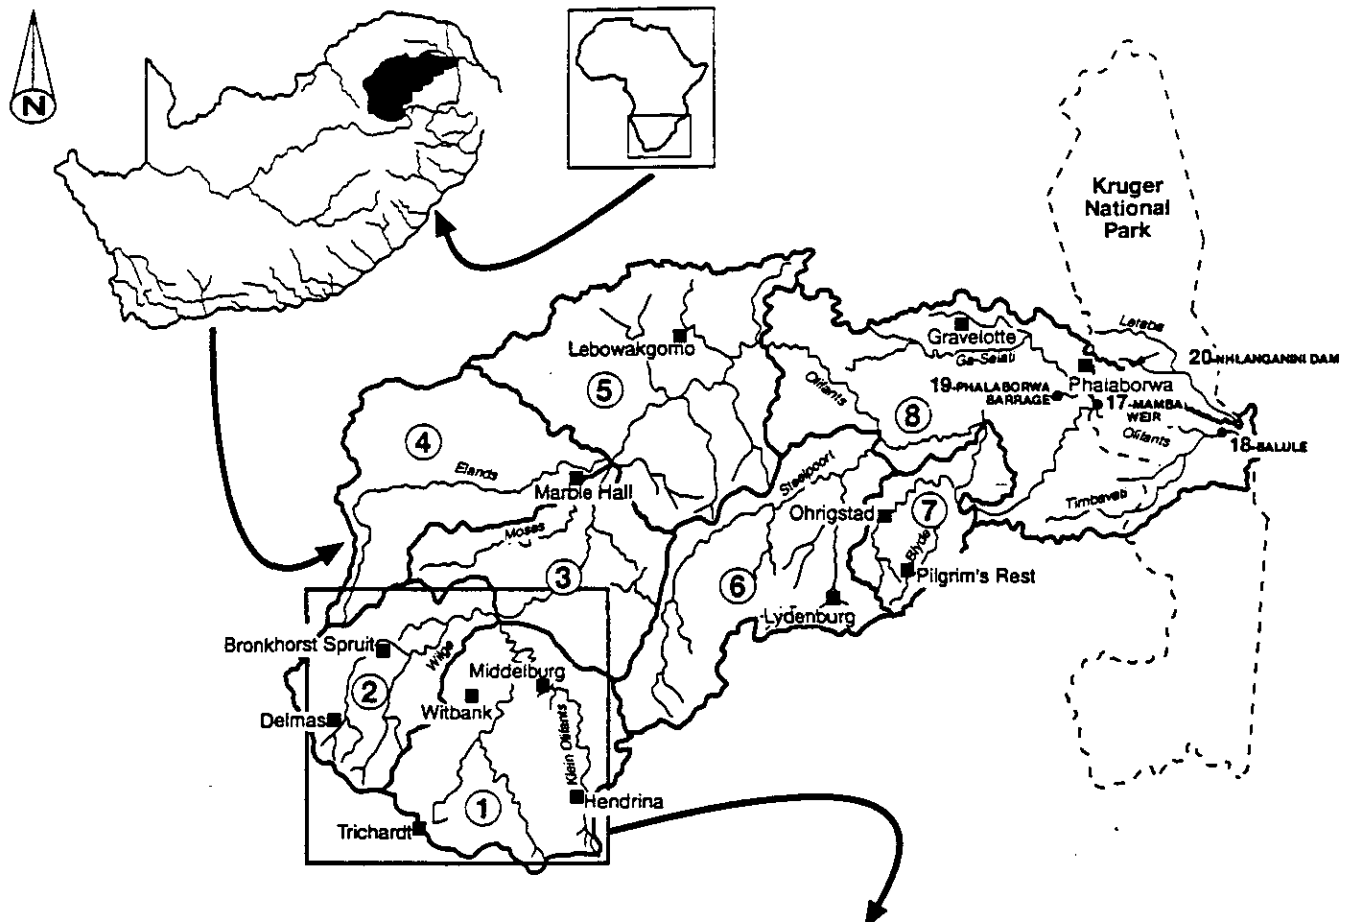 N
Kruger
National
Park
Letaba
Gravelotte
Lebowakgomo
Ga-Selati
20-NHLANGANINI DAM
5
Olifants
19-PHALABORWA
BARRAGE
Phalaborwa
17-MAMBA
WEIR
8
4
Olifants
18-BALULE
Elands
Steelpoort
Marble Hall
Timbavati
Ohrigstad
7
Moses
Blyde
3
6
Pilgrim's Rest
Lydenburg
Bronkhorst Spruit
Wilge
Middelburg
2
Witbank
Delmas
Klein Olifants
1
Hendrina
Trichardt